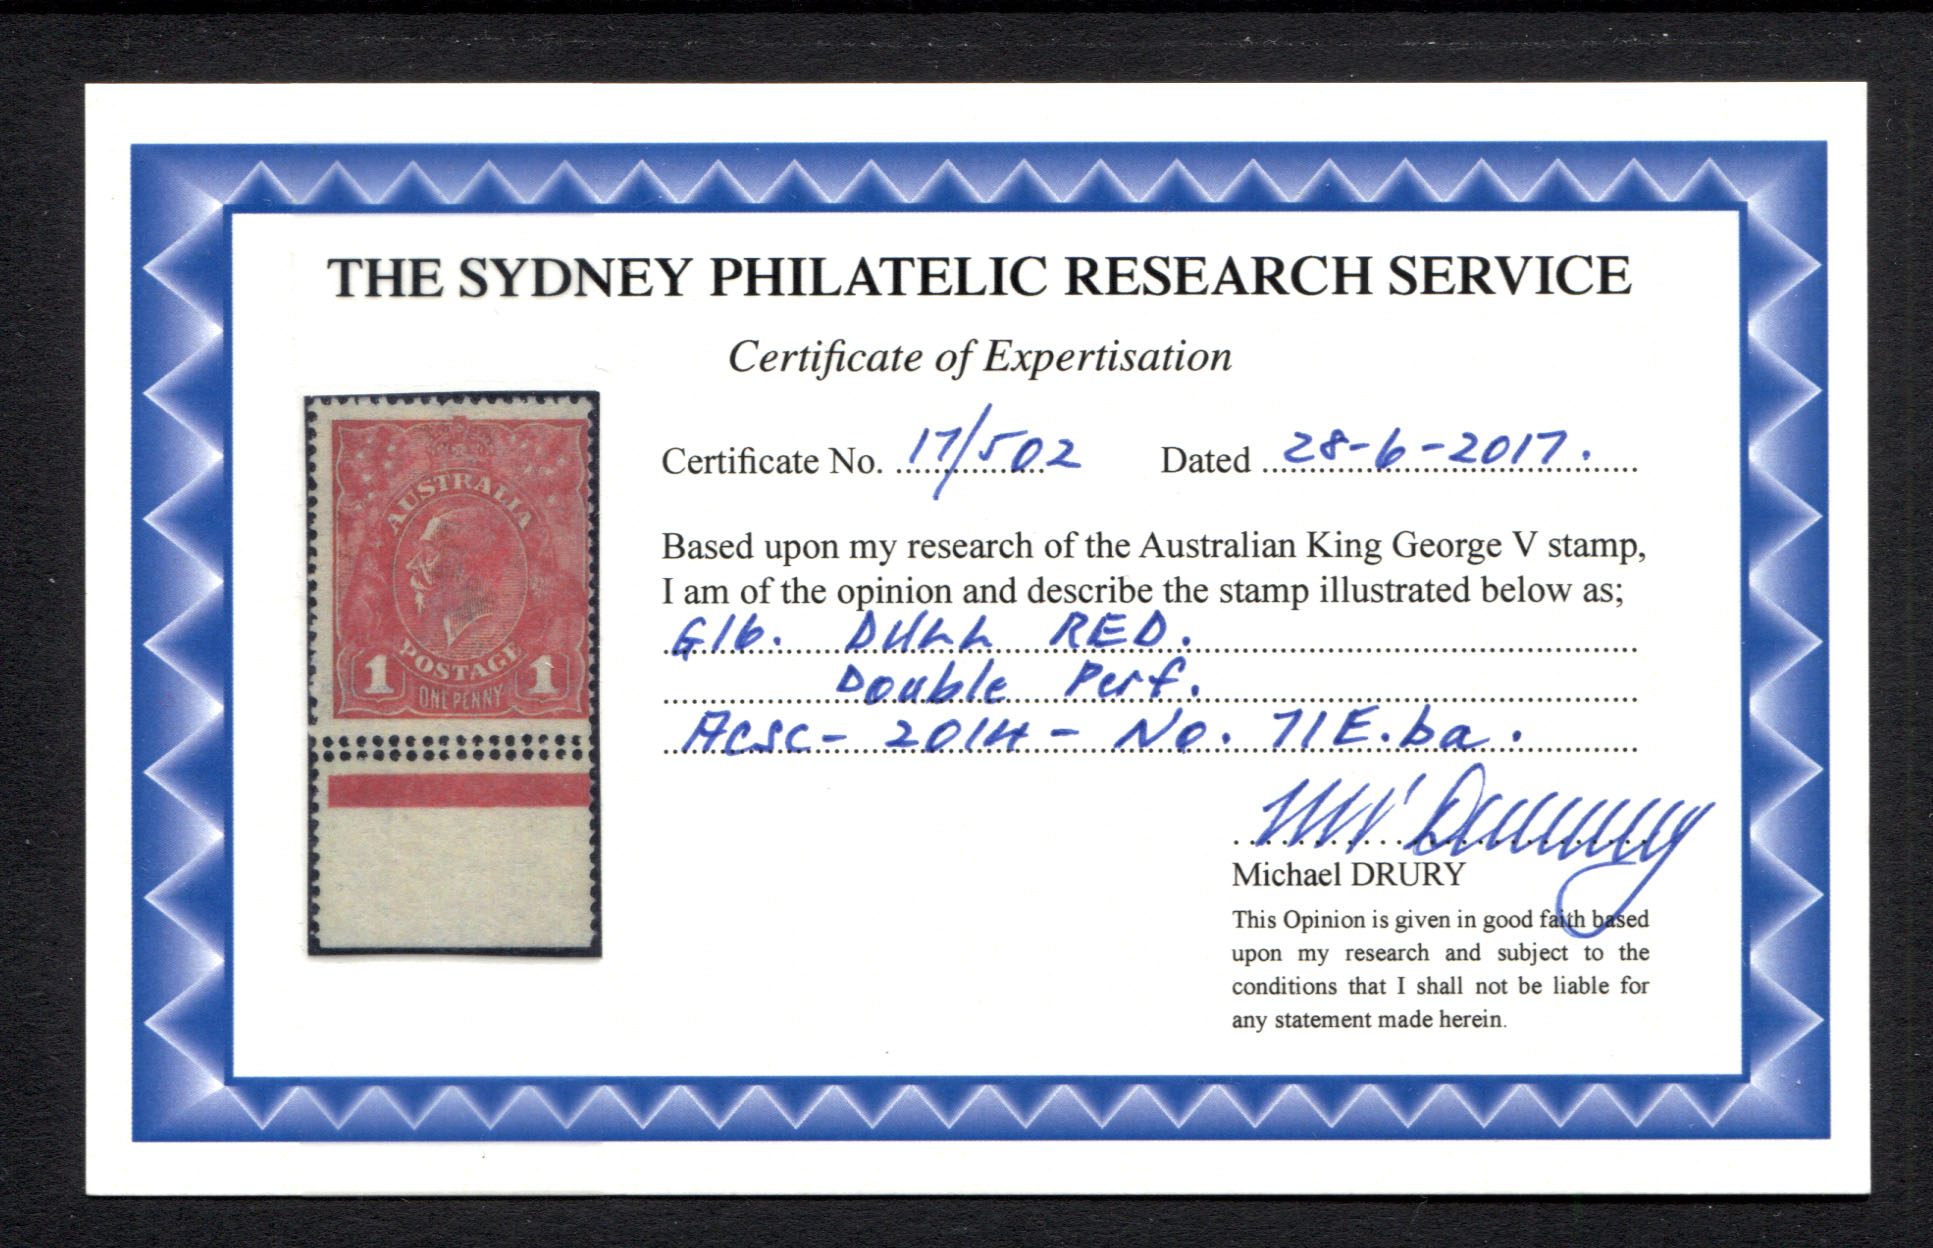 THE SYDNEY PHILATELIC RESEARCH SERVICE
Certificate of Expertisation
Certificate No. 17/502 Dated 28-6-2017.
Based upon my research of the Australian King George V stamp,
I am of the opinion and describe the stamp illustrated below as;
G16. DULL RED.
Double Perf.
ACSC- 2014 - No. 71E.ba.
Michael DRURY
This Opinion is given in good faith based
upon my research and subject to the
conditions that I shall not be liable for
any statement made herein.
AUSTRALIA
POSTAGE
1 ONE PENNY 1